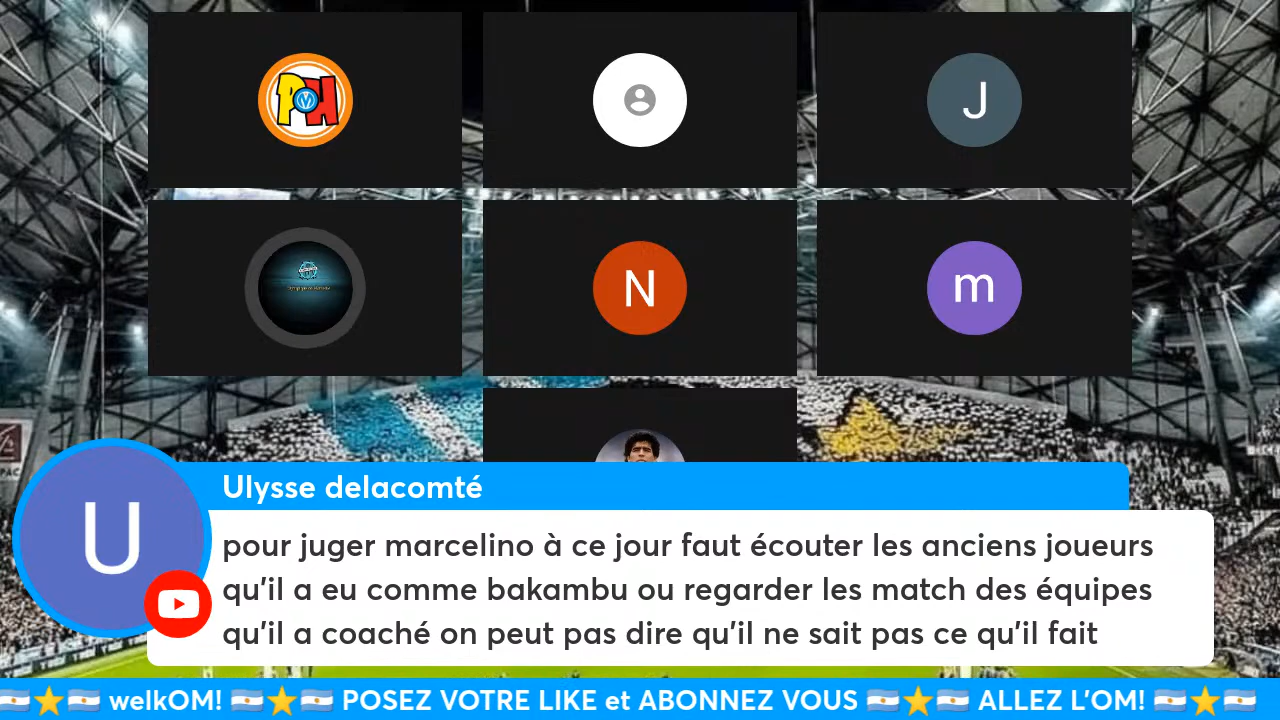 PH
J
N
m
PAC
U
Ulysse delacomté
pour juger marcelino à ce jour faut écouter les anciens joueurs
qu'il a eu comme bakambu ou regarder les match des équipes
qu'il a coaché on peut pas dire qu'il ne sait pas ce qu'il fait
🇦🇷⭐🇦🇷 welkOM! 🇦🇷⭐🇦🇷 POSEZ VOTRE LIKE et ABONNEZ VOUS 🇦🇷⭐🇦🇷 ALLEZ L'OM! 🇦🇷⭐🇦🇷